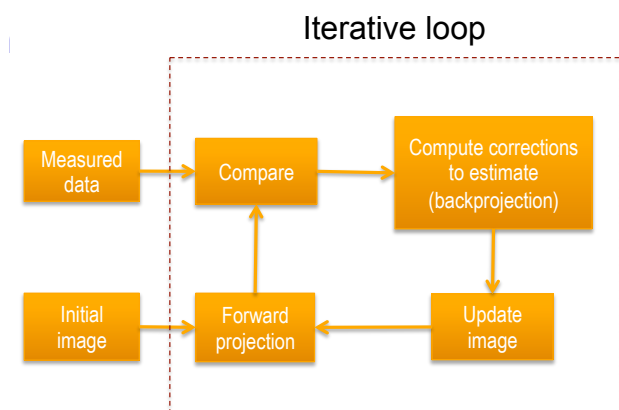 Iterative loop
Measured
data
Compare
Compute corrections
to estimate
(backprojection)
Initial
image
Forward
projection
Update
image